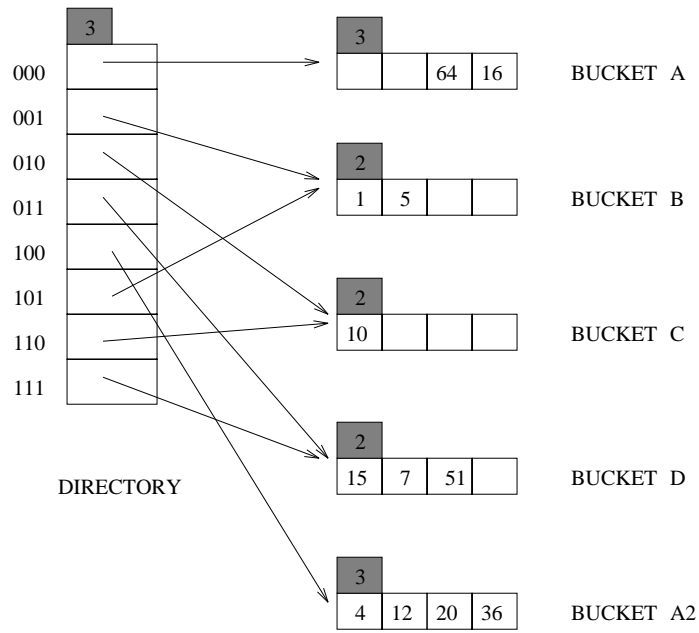 3
3
000
64 16
BUCKET A
001
2
010
011
1 5
BUCKET B
100
101
2
110
10
BUCKET C
111
2
DIRECTORY
15 7 51
BUCKET D
3
4 12 20 36
BUCKET A2